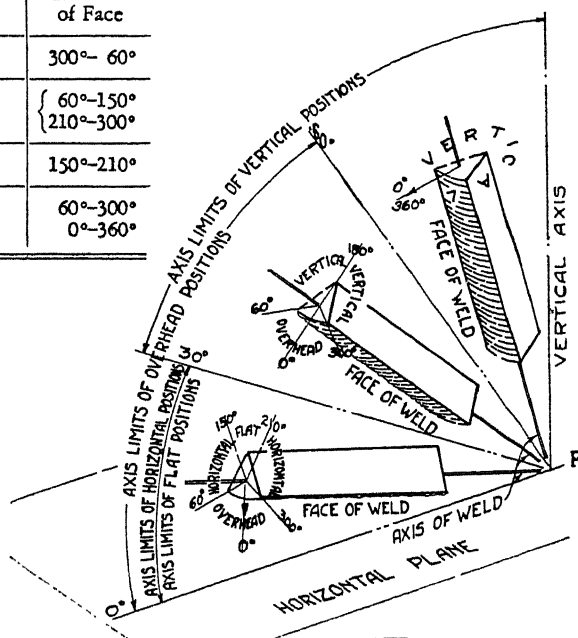 of Face
300°– 60°
60°–150°
210°–300°
150°–210°
60°–300°
0°–360°
AXIS LIMITS OF VERTICAL POSITIONS
AXIS LIMITS OF OVERHEAD POSITIONS
AXIS LIMITS OF HORIZONTAL POSITIONS
AXIS LIMITS OF FLAT POSITIONS
80°
VERTICAL
0°
360°
FACE OF WELD
VERTICAL AXIS
VERTICAL
180°
VERTICAL
60°
OVERHEAD
360°
0°
FACE OF WELD
30°
150°
FLAT
210°
HORIZONTAL
HORIZONTAL
60°
OVERHEAD
300°
0°
FACE OF WELD
AXIS OF WELD
P
0°
HORIZONTAL PLANE